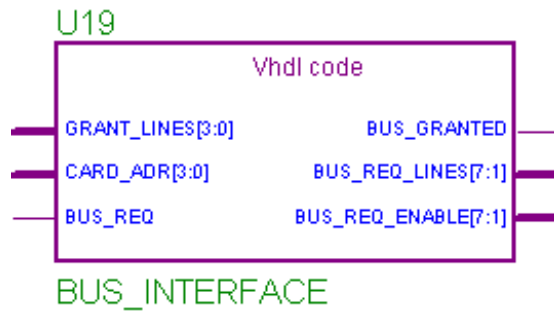 U19
Vhdl code
GRANT_LINES[3:0] BUS_GRANTED
CARD_ADR[3:0] BUS_REQ_LINES[7:1]
BUS_REQ BUS_REQ_ENABLE[7:1]
BUS_INTERFACE